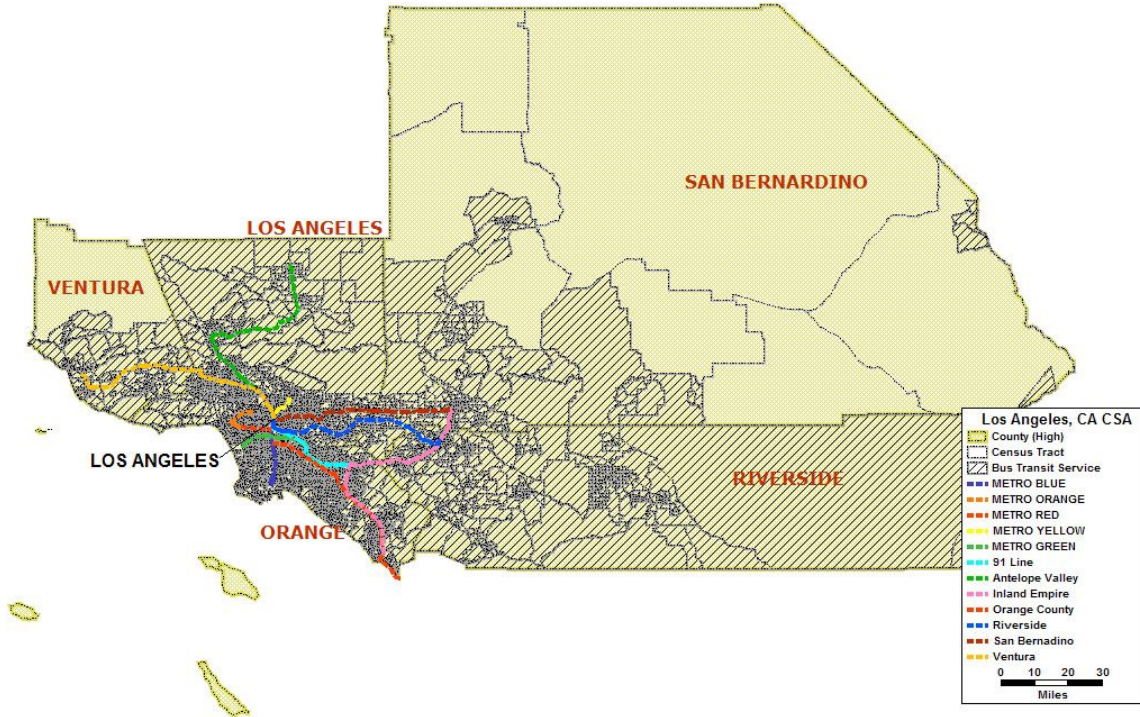 SAN BERNARDINO
LOS ANGELES
VENTURA
LOS ANGELES
RIVERSIDE
ORANGE
Los Angeles, CA CSA
County (High)
Census Tract
Bus Transit Service
METRO BLUE
METRO ORANGE
METRO RED
METRO YELLOW
METRO GREEN
91 Line
Antelope Valley
Inland Empire
Orange County
Riverside
San Bernadino
Ventura
0 10 20 30
Miles